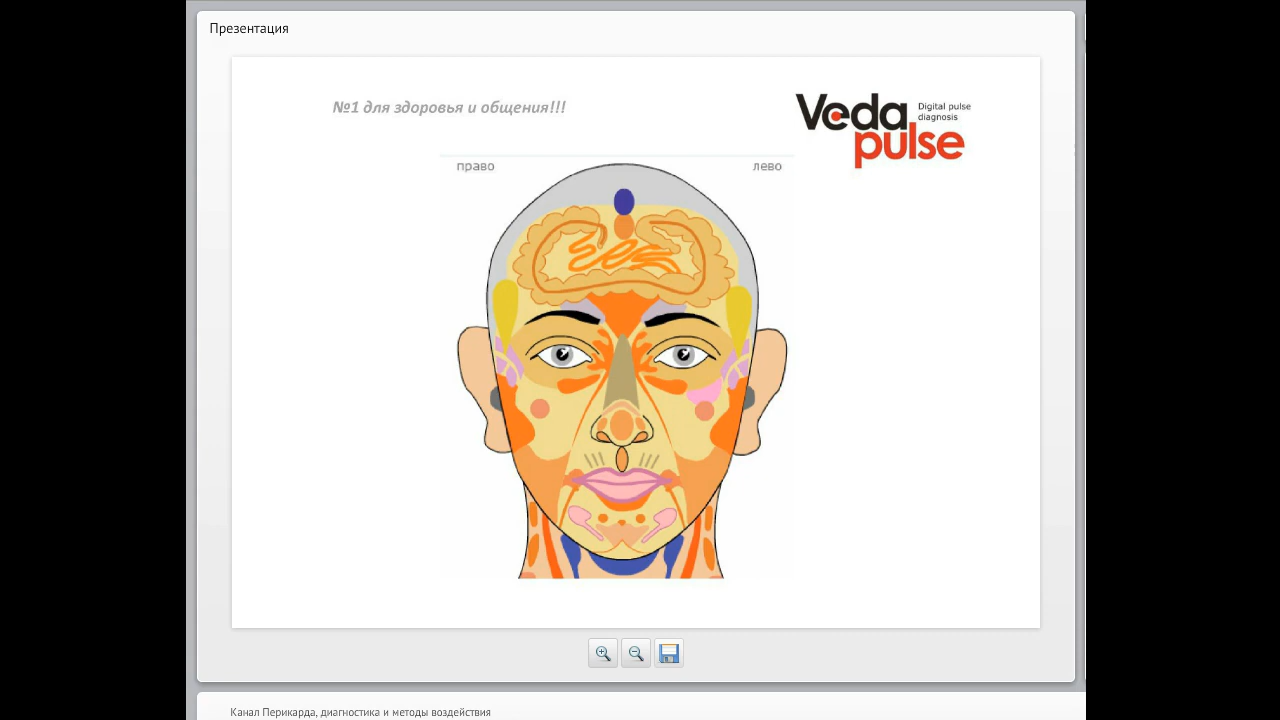 Презентация
№1 для здоровья и общения!!!
Veda
pulse
Digital pulse
diagnosis
право
лево
Канал Перикарда, диагностика и методы воздействия